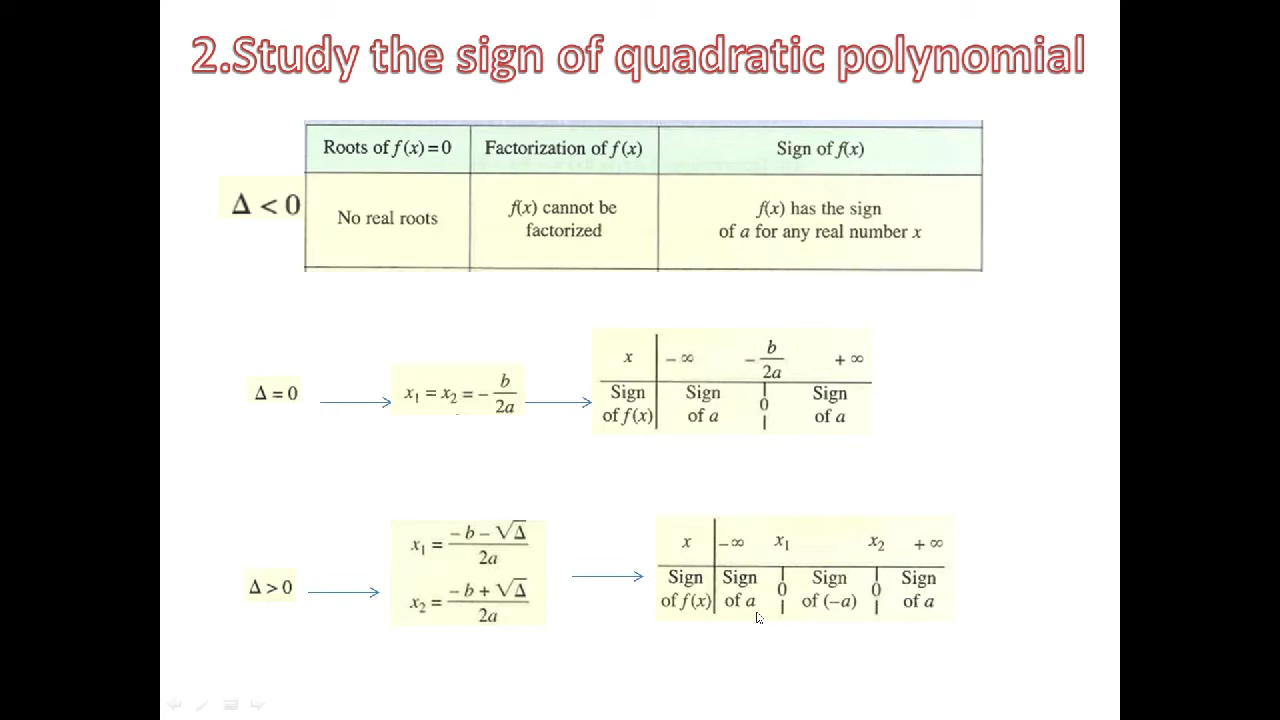 2.Study the sign of quadratic polynomial
Roots of f(x) = 0 Factorization of f(x) Sign of f(x)
Δ < 0
No real roots
f(x) cannot be
factorized
f(x) has the sign
of a for any real number x
Δ = 0
x₁ = x₂ = − b/2a
x − ∞ − b/2a + ∞
Sign Sign 0 Sign
of f(x) of a of a
Δ > 0
x₁ = (− b − √Δ)/2a
x₂ = (− b + √Δ)/2a
x − ∞ x₁ x₂ + ∞
Sign Sign 0 Sign 0 Sign
of f(x) of a of (−a) of a